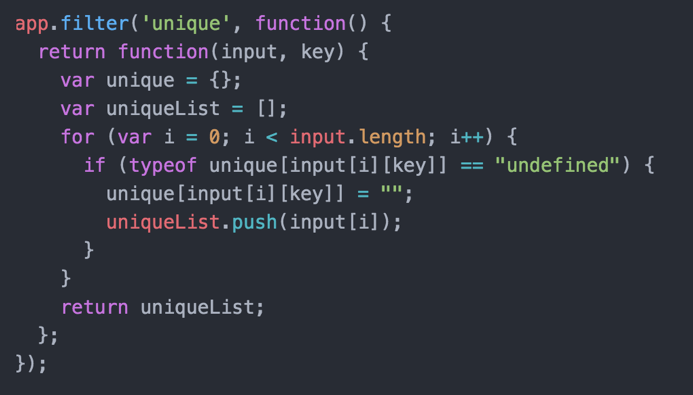 app.filter('unique', function() {
  return function(input, key) {
    var unique = {};
    var uniqueList = [];
    for (var i = 0; i < input.length; i++) {
      if (typeof unique[input[i][key]] == "undefined") {
        unique[input[i][key]] = "";
        uniqueList.push(input[i]);
      }
    }
    return uniqueList;
  };
});